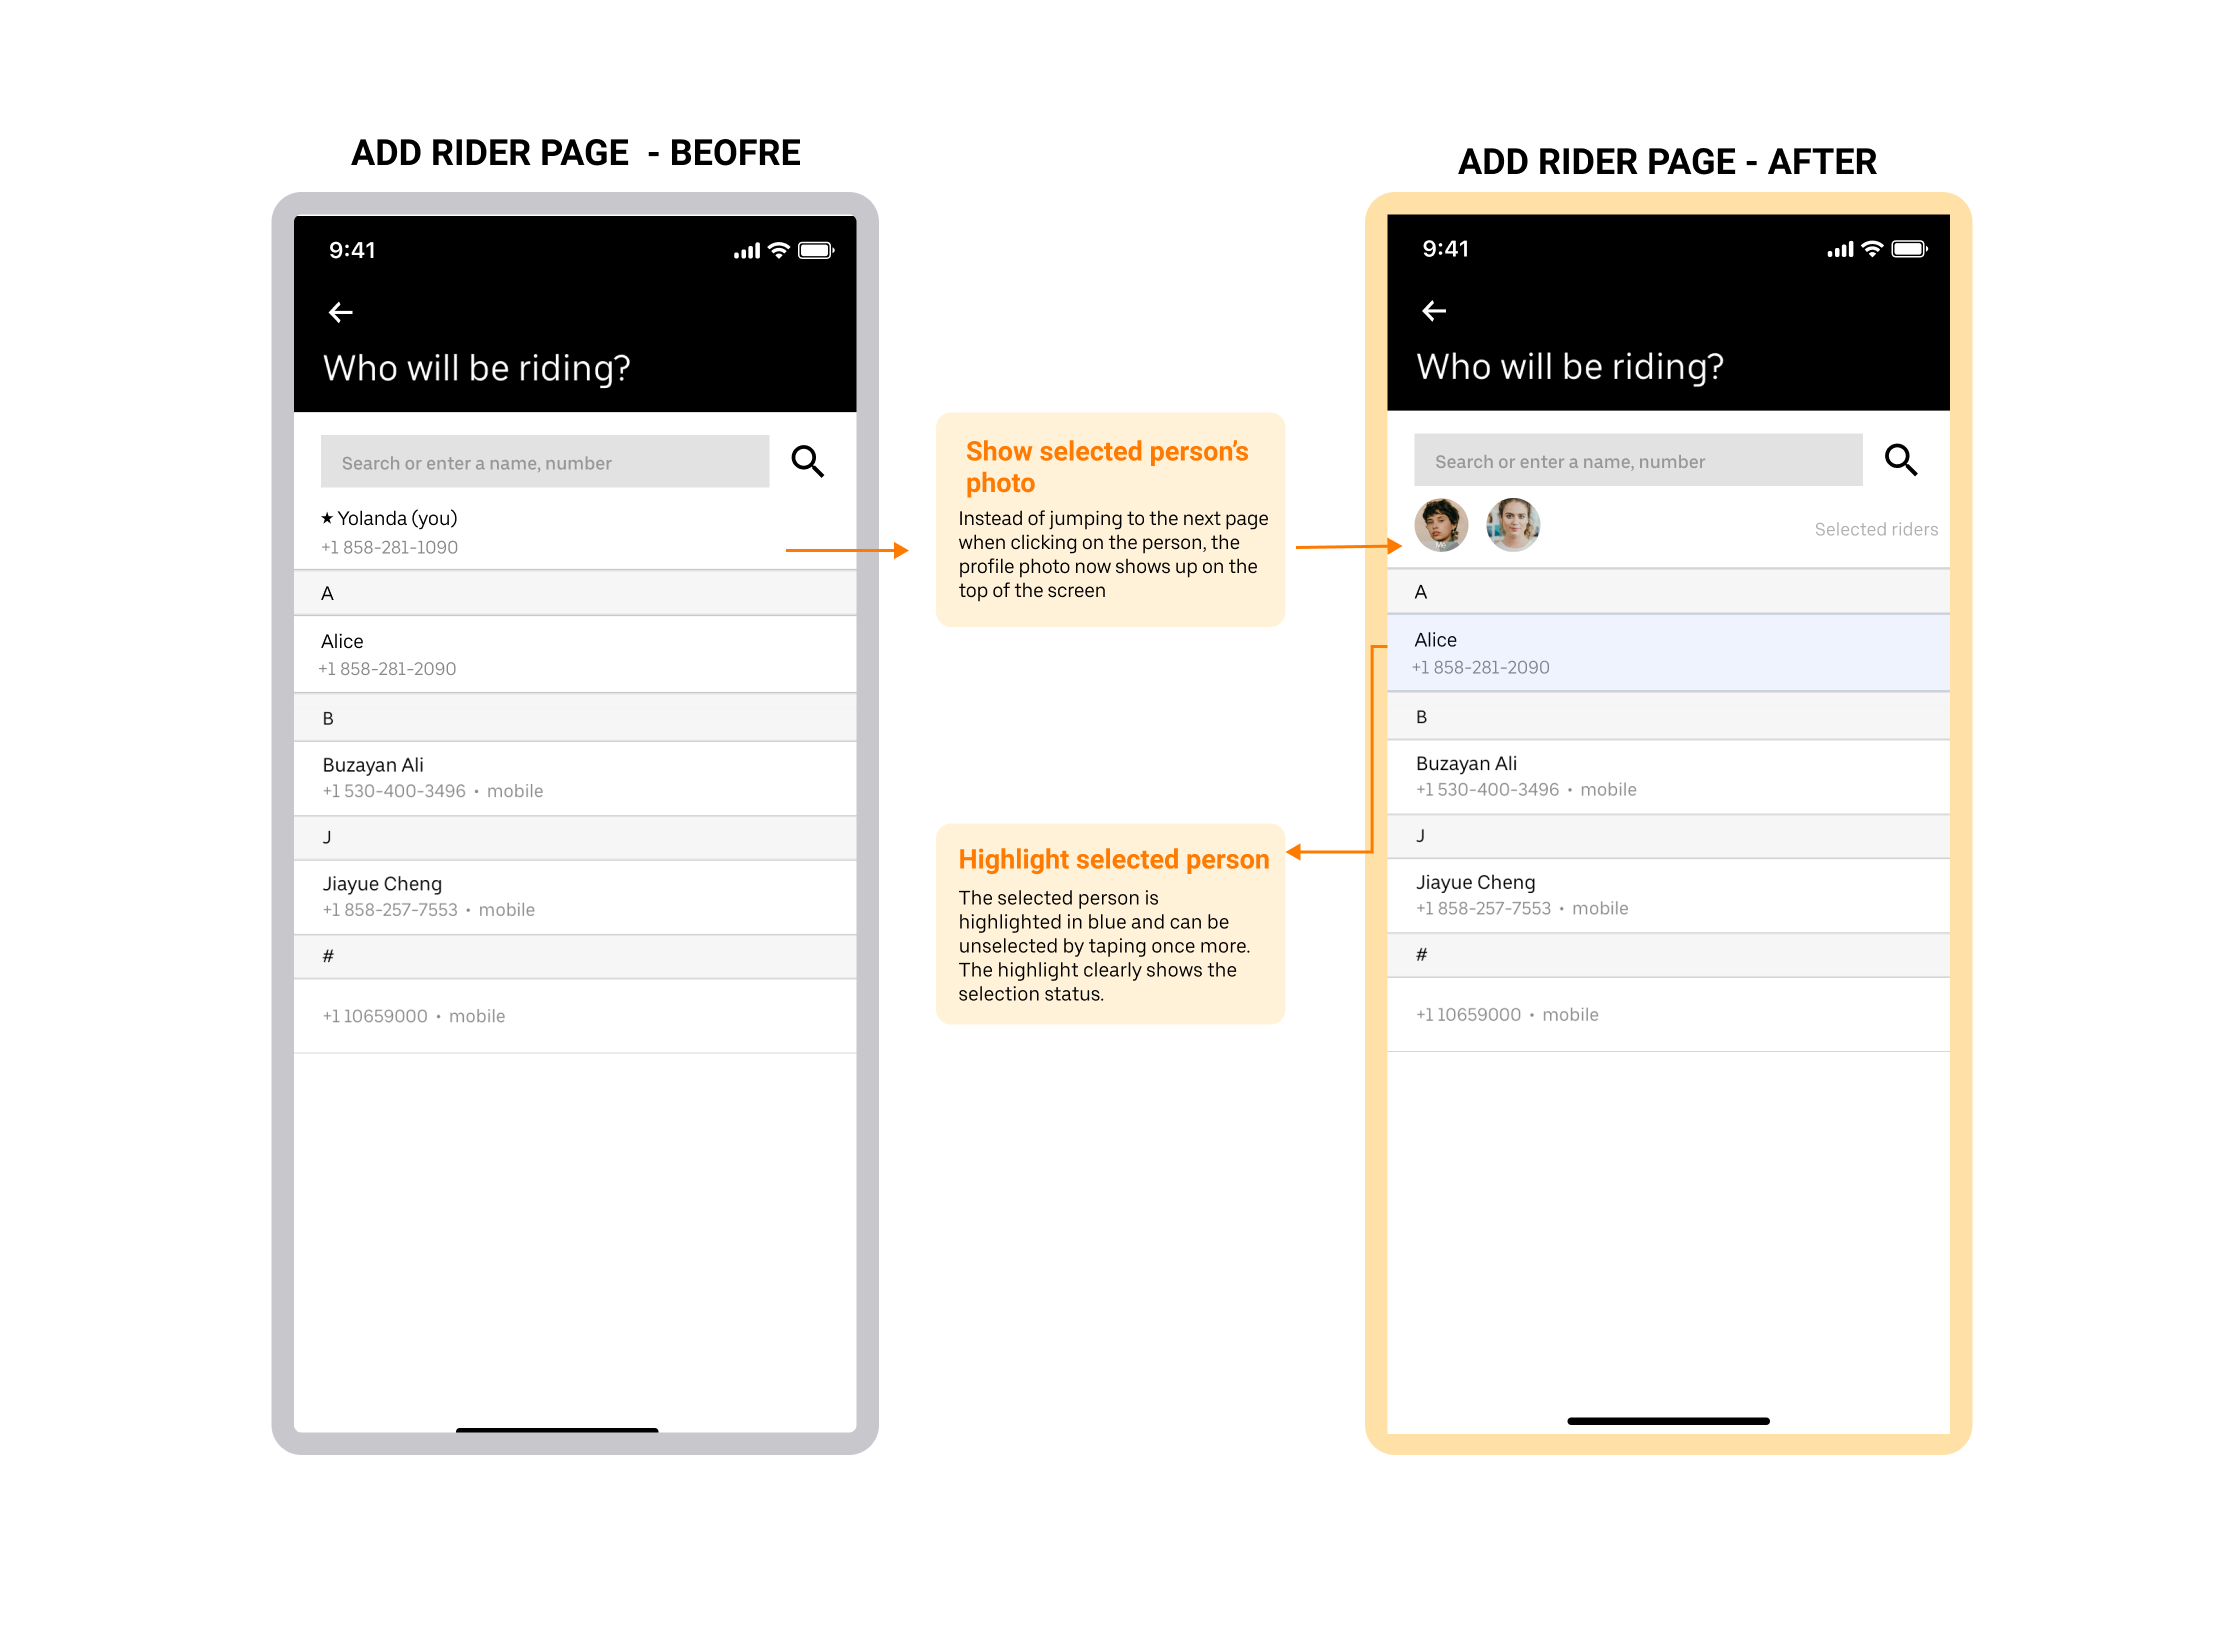 ADD RIDER PAGE - BEOFRE
9:41
Who will be riding?
Search or enter a name, number
★ Yolanda (you)
+1 858-281-1090
A
Alice
+1 858-281-2090
B
Buzayan Ali
+1 530-400-3496 • mobile
J
Jiayue Cheng
+1 858-257-7553 • mobile
#
+1 10659000 • mobile
Show selected person's
photo
Instead of jumping to the next page
when clicking on the person, the
profile photo now shows up on the
top of the screen
Highlight selected person
The selected person is
highlighted in blue and can be
unselected by taping once more.
The highlight clearly shows the
selection status.
ADD RIDER PAGE - AFTER
9:41
Who will be riding?
Search or enter a name, number
Me
Selected riders
A
Alice
+1 858-281-2090
B
Buzayan Ali
+1 530-400-3496 • mobile
J
Jiayue Cheng
+1 858-257-7553 • mobile
#
+1 10659000 • mobile